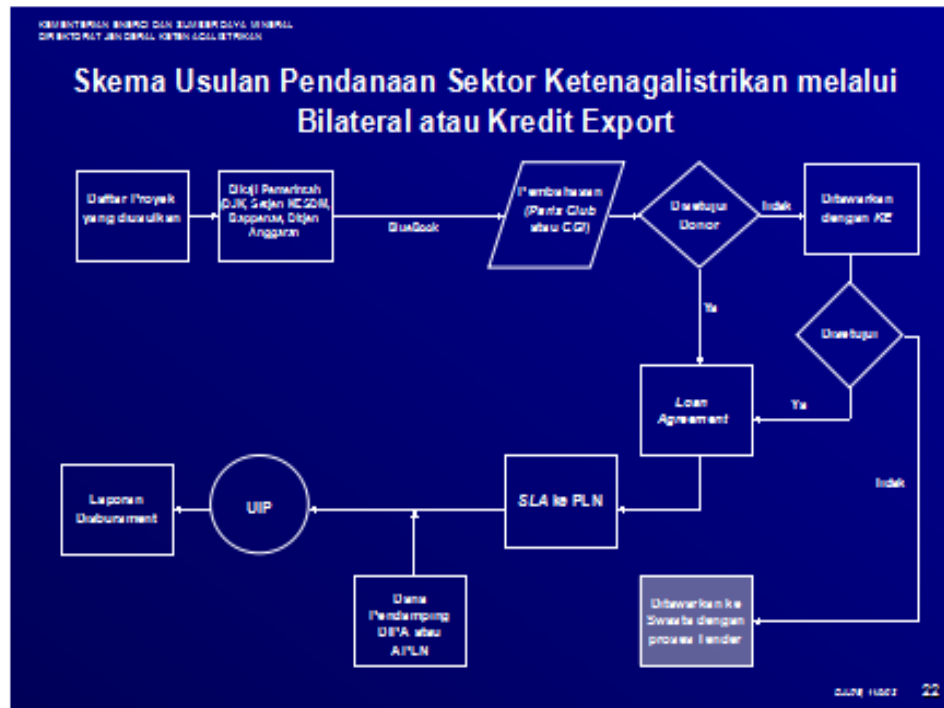 KEMENTERIAN ENERGI DAN SUMBER DAYA MINERAL
DIREKTORAT JENDERAL KETENAGALISTRIKAN
Skema Usulan Pendanaan Sektor Ketenagalistrikan melalui
Bilateral atau Kredit Export
Daftar Proyek
yang diusulkan
Dikaji Pemerintah
(DJK, Setjen KESDM,
Bappenas, Ditjen
Anggaran
BlueBook
Pembahasan
(Paris Club
atau CGI)
Disetujui
Donor
Tidak
Ditawarkan
dengan KE
Ya
Disetujui
Loan
Agreement
Ya
Tidak
Laporan
Disbursment
UIP
SLA ke PLN
Dana
Pendamping
DIPA atau
APLN
Ditawarkan ke
Swasta dengan
proses Tender
22